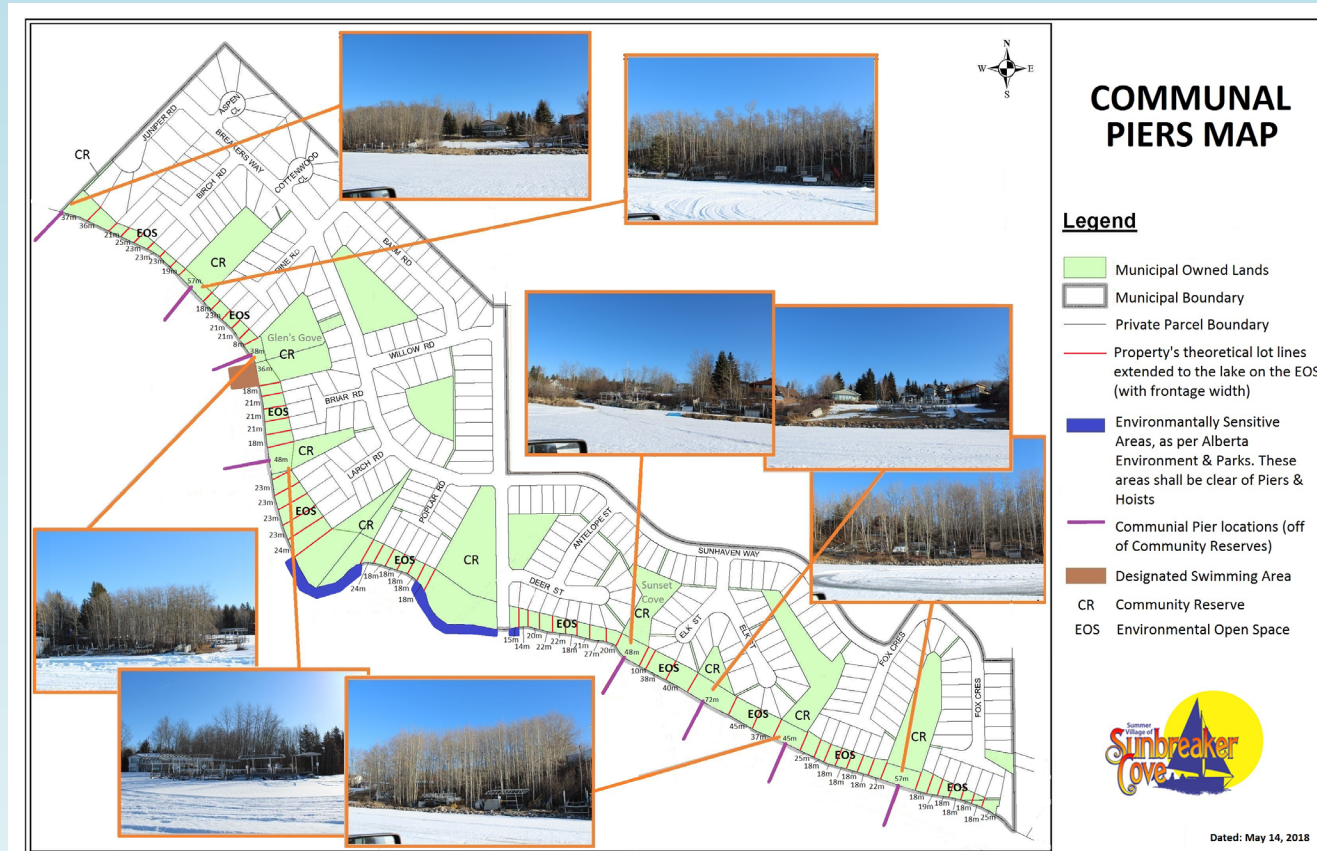 N
W
E
S
COMMUNAL
PIERS MAP
Legend
Municipal Owned Lands
Municipal Boundary
Private Parcel Boundary
Property's theoretical lot lines
extended to the lake on the EOS
(with frontage width)
Environmantally Sensitive
Areas, as per Alberta
Environment & Parks. These
areas shall be clear of Piers &
Hoists
Communal Pier locations (off
of Community Reserves)
Designated Swimming Area
CR Community Reserve
EOS Environmental Open Space
Summer
Village of
Sunbreaker
Cove
Dated: May 14, 2018
JUNIPER RD
ASPEN
CL
BREAKERS WAY
COTTENWOOD
CL
BIRCH RD
CR
37m
36m
21m
25m
EOS
23m
23m
19m
57m
CR
PINE RD
BALM RD
18m
23m
EOS
21m
21m
8m
Glen's Gove
38m
CR
36m
WILLOW RD
18m
BRIAR RD
21m
EOS
21m
21m
18m
CR
48m
LARCH RD
POPLAR RD
23m
23m
EOS
23m
24m
CR
24m
18m
18m
EOS
18m
18m
CR
ANTELOPE ST
DEER ST
SUNHAVEN WAY
15m
14m
20m
22m
EOS
18m
21m
27m
20m
Sunset
Cove
CR
48m
ELK ST
ELK ST
10m
38m
EOS
40m
CR
72m
45m
EOS
37m
CR
45m
FOX CRES
FOX CRES
25m
18m
EOS
18m
18m
18m
22m
CR
57m
18m
19m
EOS
18m
18m
18m
25m